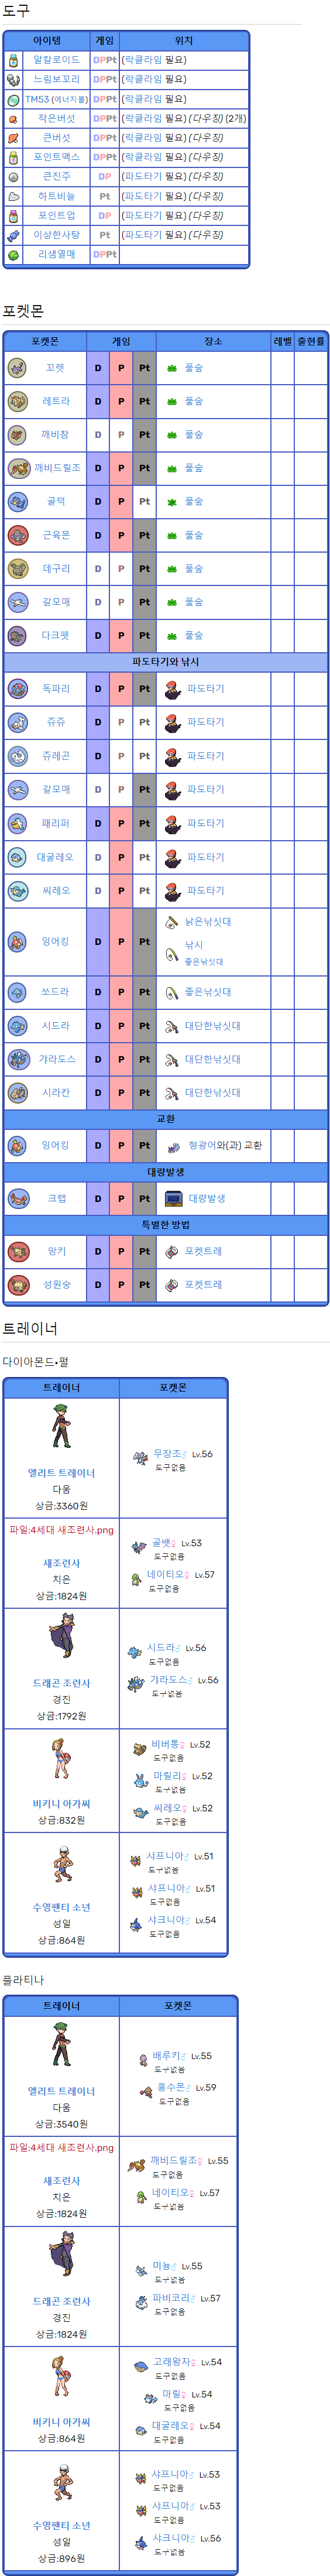 도구
아이템 게임 위치
알칼로이드 DPPt (락클라임 필요)
느림보꼬리 DPPt (락클라임 필요)
TM53 (에너지볼) DPPt (락클라임 필요)
작은버섯 DPPt (락클라임 필요) (다우징) (2개)
큰버섯 DPPt (락클라임 필요) (다우징)
포인트맥스 DPPt (락클라임 필요) (다우징)
큰진주 DP (파도타기 필요) (다우징)
하트비늘 Pt (파도타기 필요) (다우징)
포인트업 DP (파도타기 필요) (다우징)
이상한사탕 Pt (파도타기 필요) (다우징)
리샘열매 DPPt
포켓몬
포켓몬 게임 장소 레벨 출현률
꼬렛 D P Pt 풀숲
레트라 D P Pt 풀숲
깨비참 D P Pt 풀숲
깨비드릴조 D P Pt 풀숲
골덕 D P Pt 풀숲
근육몬 D P Pt 풀숲
데구리 D P Pt 풀숲
갈모매 D P Pt 풀숲
다크펫 D P Pt 풀숲
파도타기와 낚시
독파리 D P Pt 파도타기
쥬쥬 D P Pt 파도타기
쥬레곤 D P Pt 파도타기
갈모매 D P Pt 파도타기
패리퍼 D P Pt 파도타기
대굴레오 D P Pt 파도타기
씨레오 D P Pt 파도타기
잉어킹 D P Pt 낡은낚싯대
낚시
좋은낚싯대
쏘드라 D P Pt 좋은낚싯대
시드라 D P Pt 대단한낚싯대
갸라도스 D P Pt 대단한낚싯대
시라칸 D P Pt 대단한낚싯대
교환
잉어킹 D P Pt 형광어와(과) 교환
대량발생
크랩 D P Pt 대량발생
특별한 방법
망키 D P Pt 포켓트레
성원숭 D P Pt 포켓트레
트레이너
다이아몬드•펄
트레이너 포켓몬
엘리트 트레이너
다움
상금:3360원
무장조♂ Lv.56
도구없음
파일:4세대 새조련사.png
새조련사
치은
상금:1824원
골뱃♀ Lv.53
도구없음
네이티오♀ Lv.57
도구없음
드래곤 조련사
경진
상금:1792원
시드라♂ Lv.56
도구없음
갸라도스♂ Lv.56
도구없음
비키니 아가씨
상금:832원
비버통♀ Lv.52
도구없음
마릴리♀ Lv.52
도구없음
씨레오♀ Lv.52
도구없음
수영팬티 소년
성일
상금:864원
샤프니아♂ Lv.51
도구없음
샤프니아♂ Lv.51
도구없음
샤크니아♂ Lv.54
도구없음
플라티나
트레이너 포켓몬
엘리트 트레이너
다움
상금:3540원
배루키♂ Lv.55
도구없음
홍수몬♂ Lv.59
도구없음
파일:4세대 새조련사.png
새조련사
치은
상금:1824원
깨비드릴조♀ Lv.55
도구없음
네이티오♀ Lv.57
도구없음
드래곤 조련사
경진
상금:1824원
미뇽♂ Lv.55
도구없음
파비코리♂ Lv.57
도구없음
비키니 아가씨
상금:864원
고래왕자♀ Lv.54
도구없음
마릴♀ Lv.54
도구없음
대굴레오♀ Lv.54
도구없음
수영팬티 소년
성일
상금:896원
샤프니아♂ Lv.53
도구없음
샤프니아♂ Lv.53
도구없음
샤크니아♂ Lv.56
도구없음